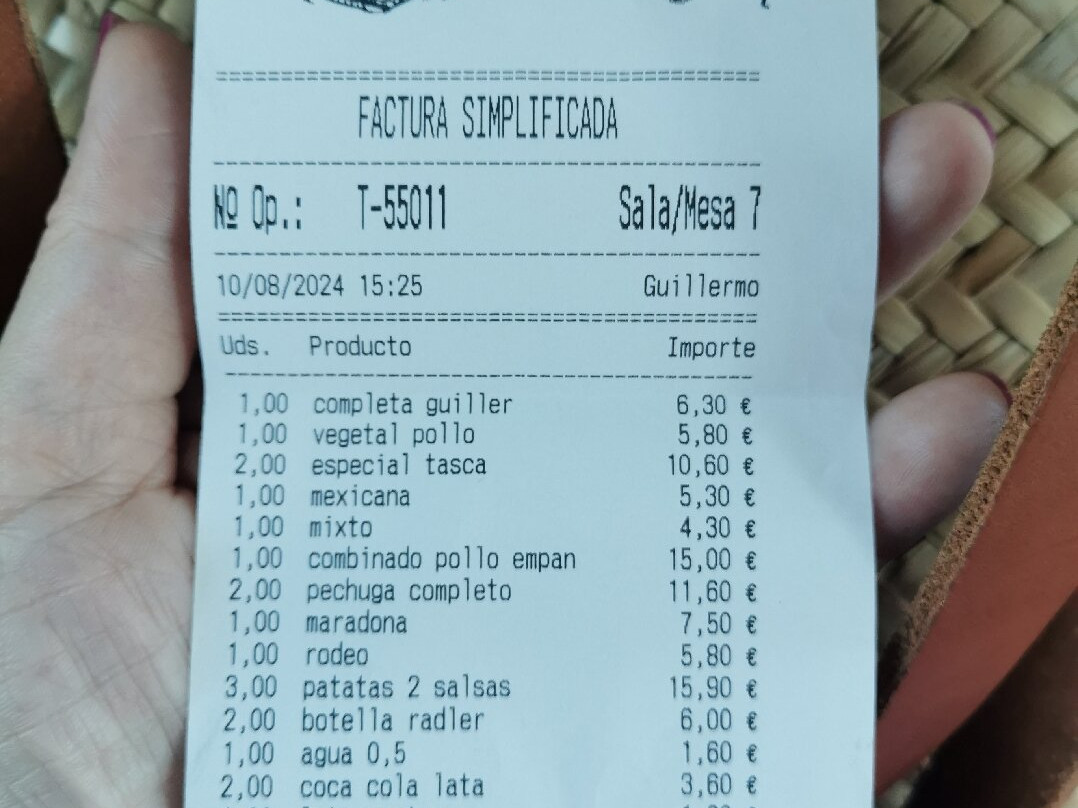 FACTURA SIMPLIFICADA
Nº Op.: T-55011 Sala/Mesa 7
10/08/2024 15:25 Guillermo
Uds. Producto Importe
1,00 completa guiller 6,30 €
1,00 vegetal pollo 5,80 €
2,00 especial tasca 10,60 €
1,00 mexicana 5,30 €
1,00 mixto 4,30 €
1,00 combinado pollo empan 15,00 €
2,00 pechuga completo 11,60 €
1,00 maradona 7,50 €
1,00 rodeo 5,80 €
3,00 patatas 2 salsas 15,90 €
2,00 botella radler 6,00 €
1,00 agua 0,5 1,60 €
2,00 coca cola lata 3,60 €